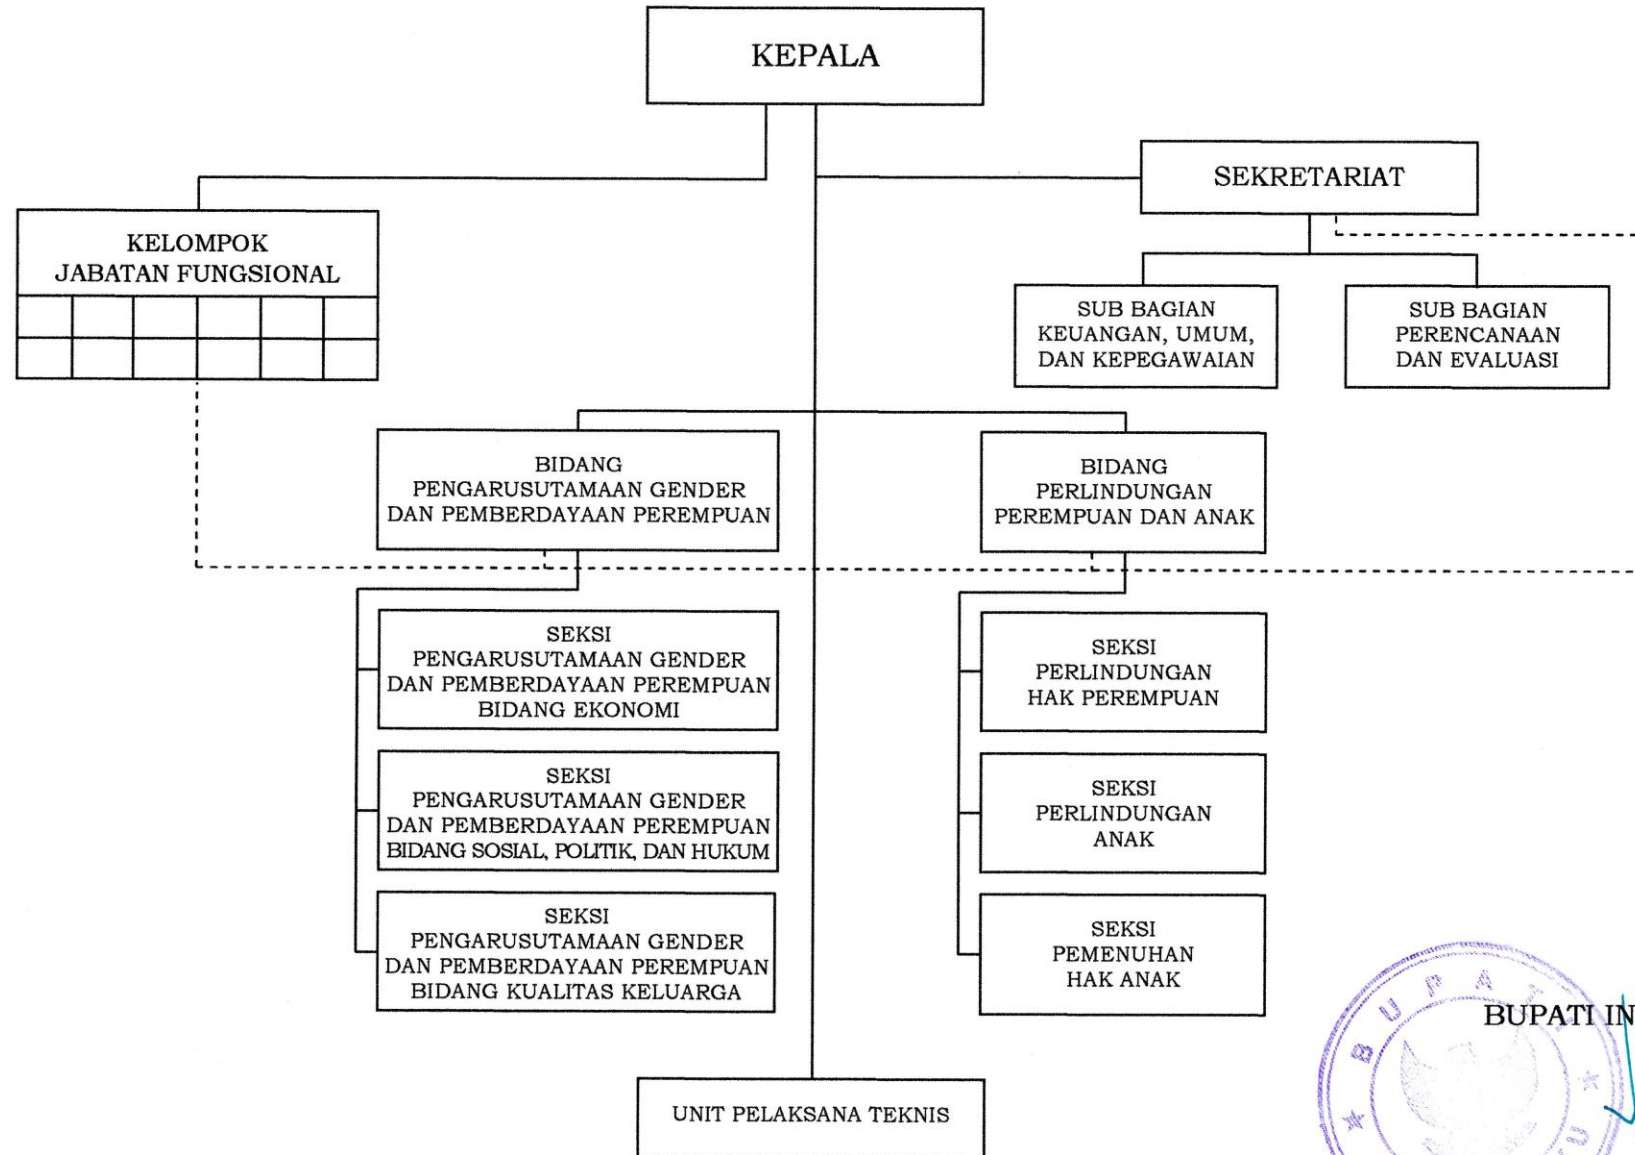 KEPALA
SEKRETARIAT
KELOMPOK
JABATAN FUNGSIONAL
SUB BAGIAN
KEUANGAN, UMUM,
DAN KEPEGAWAIAN
SUB BAGIAN
PERENCANAAN
DAN EVALUASI
BIDANG
PENGARUSUTAMAAN GENDER
DAN PEMBERDAYAAN PEREMPUAN
BIDANG
PERLINDUNGAN
PEREMPUAN DAN ANAK
SEKSI
PENGARUSUTAMAAN GENDER
DAN PEMBERDAYAAN PEREMPUAN
BIDANG EKONOMI
SEKSI
PERLINDUNGAN
HAK PEREMPUAN
SEKSI
PENGARUSUTAMAAN GENDER
DAN PEMBERDAYAAN PEREMPUAN
BIDANG SOSIAL, POLITIK, DAN HUKUM
SEKSI
PERLINDUNGAN
ANAK
SEKSI
PENGARUSUTAMAAN GENDER
DAN PEMBERDAYAAN PEREMPUAN
BIDANG KUALITAS KELUARGA
SEKSI
PEMENUHAN
HAK ANAK
BUPATI IN
BUPATI
UNIT PELAKSANA TEKNIS